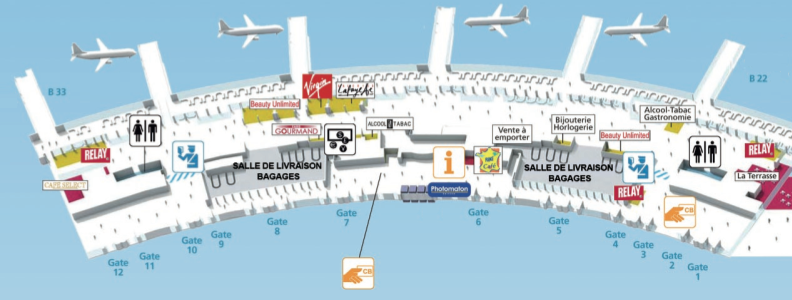 B 33
B 22
Virgin
Lafayette
Beauty Unlimited
GOURMAND
ALCOOL
TABAC
Vente à
emporter
Bijouterie
Horlogerie
Alcool-Tabac
Gastronomie
Beauty Unlimited
RELAY
RELAY
CAFE SELECT
SALLE DE LIVRAISON
BAGAGES
i
Café
SALLE DE LIVRAISON
BAGAGES
La Terrasse
RELAY
Photomaton
CB
CB
Gate
12
Gate
11
Gate
10
Gate
9
Gate
8
Gate
7
Gate
6
Gate
5
Gate
4
Gate
3
Gate
2
Gate
1